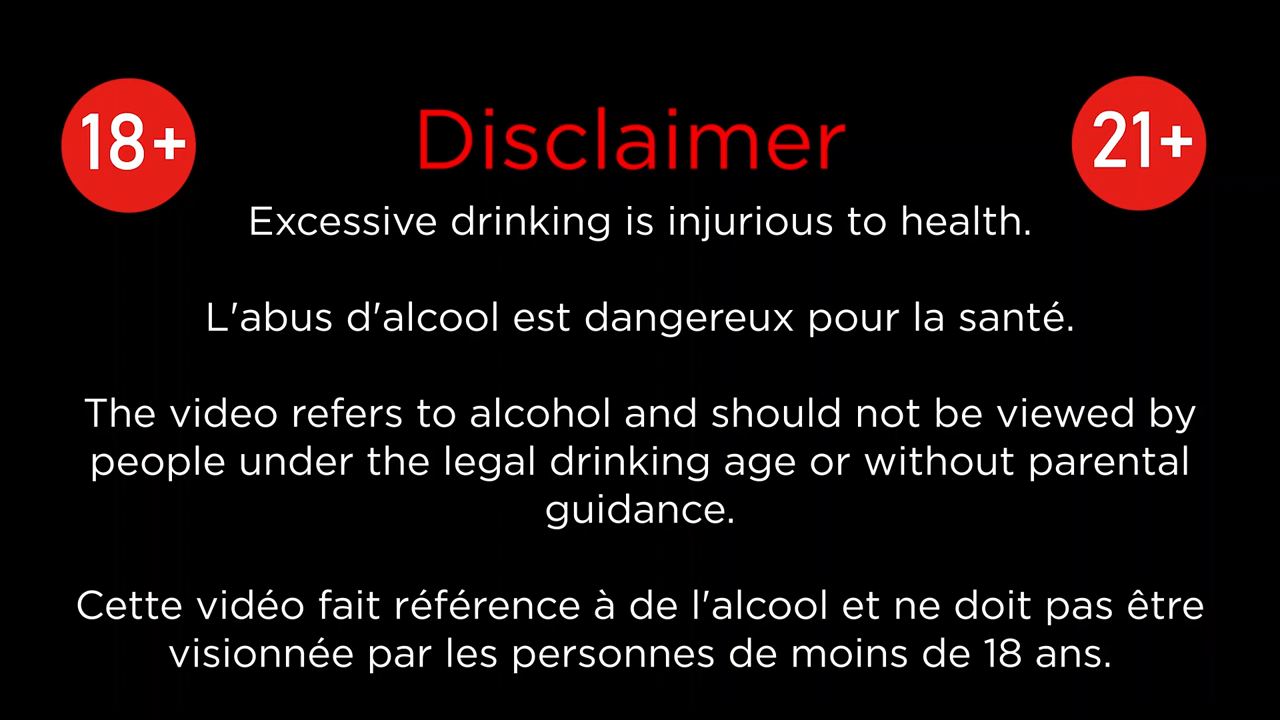 18+
Disclaimer
21+
Excessive drinking is injurious to health.
L'abus d'alcool est dangereux pour la santé.
The video refers to alcohol and should not be viewed by
people under the legal drinking age or without parental
guidance.
Cette vidéo fait référence à de l'alcool et ne doit pas être
visionnée par les personnes de moins de 18 ans.